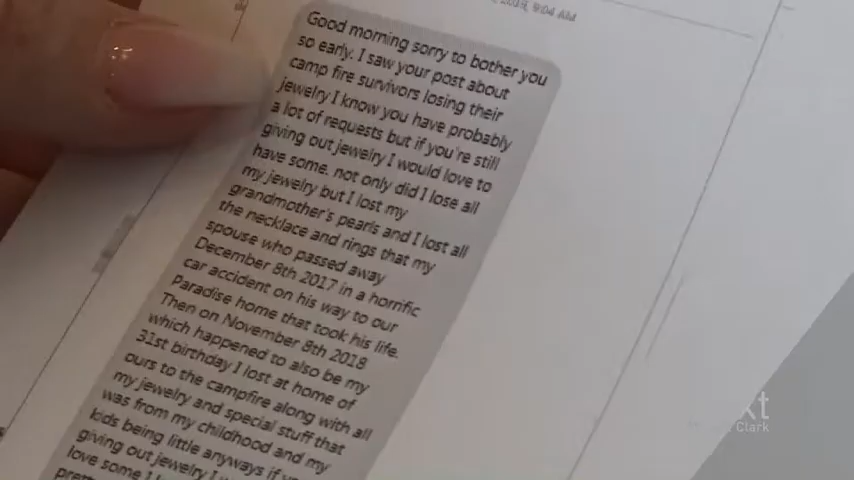 2019, 9:04 AM
Good morning sorry to bother you
so early. I saw your post about
camp fire survivors losing their
jewelry I know you have probably
a lot of requests but if you're still
giving out jewelry I would love to
have some. not only did I lose all
my jewelry but I lost my
grandmother's pearls and I lost all
the necklace and rings that my
spouse who passed away
December 8th 2017 in a horrific
car accident on his way to our
Paradise home that took his life.
Then on November 8th 2018
which happened to also be my
31st birthday I lost at home of
ours to the campfire along with all
my jewelry and special stuff that
was from my childhood and my
kids being little anyways if
giving out jewelry I
love some I
xt
Clark